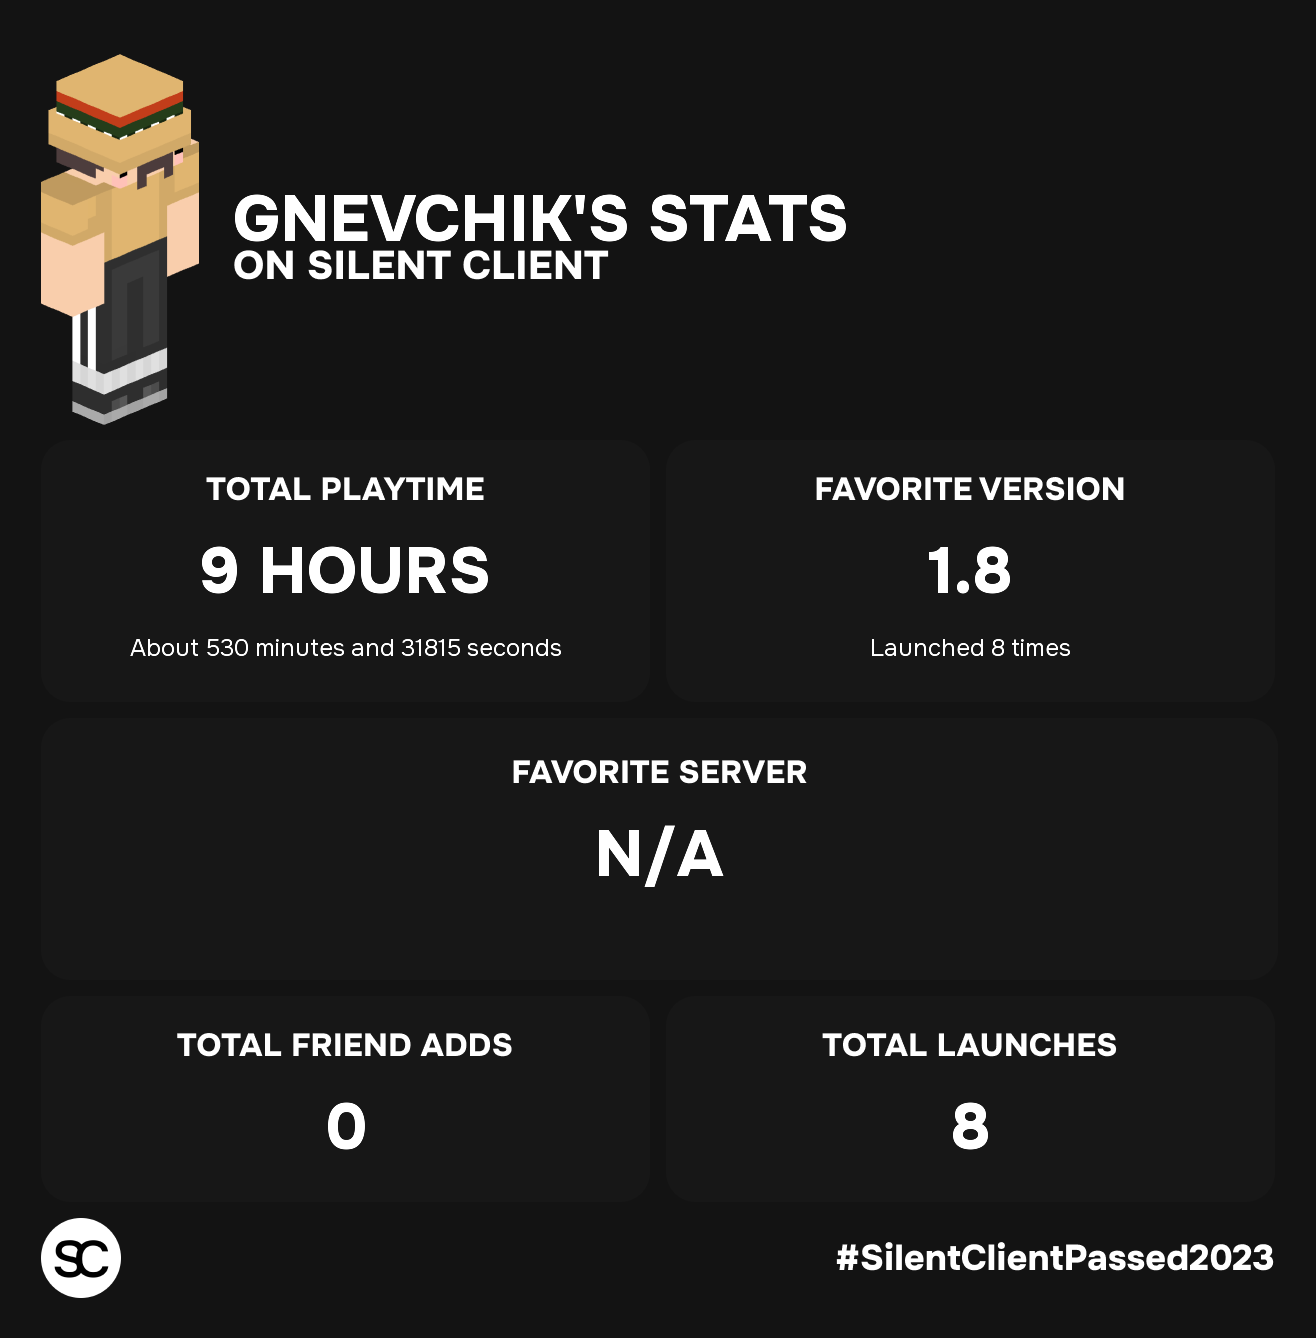 GNEVCHIK'S STATS
ON SILENT CLIENT
TOTAL PLAYTIME
9 HOURS
About 530 minutes and 31815 seconds
FAVORITE VERSION
1.8
Launched 8 times
FAVORITE SERVER
N/A
TOTAL FRIEND ADDS
0
TOTAL LAUNCHES
8
SC
#SilentClientPassed2023